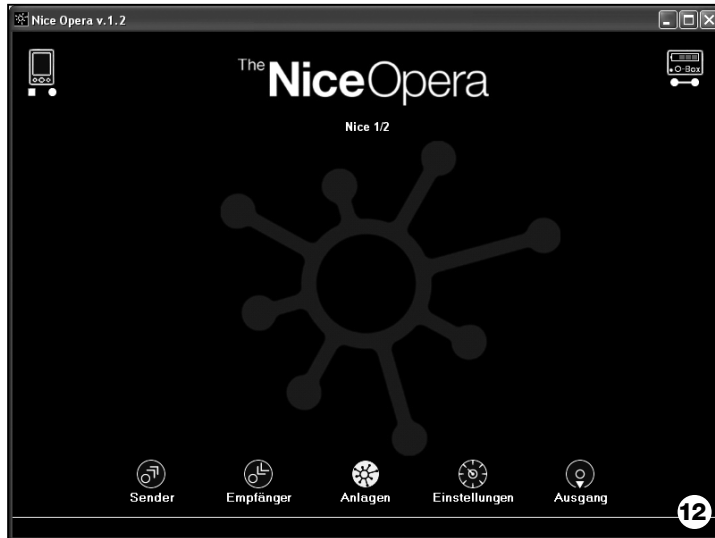 Nice Opera v.1.2
The NiceOpera
O-Box
Nice 1/2
Sender Empfänger Anlagen Einstellungen Ausgang
12